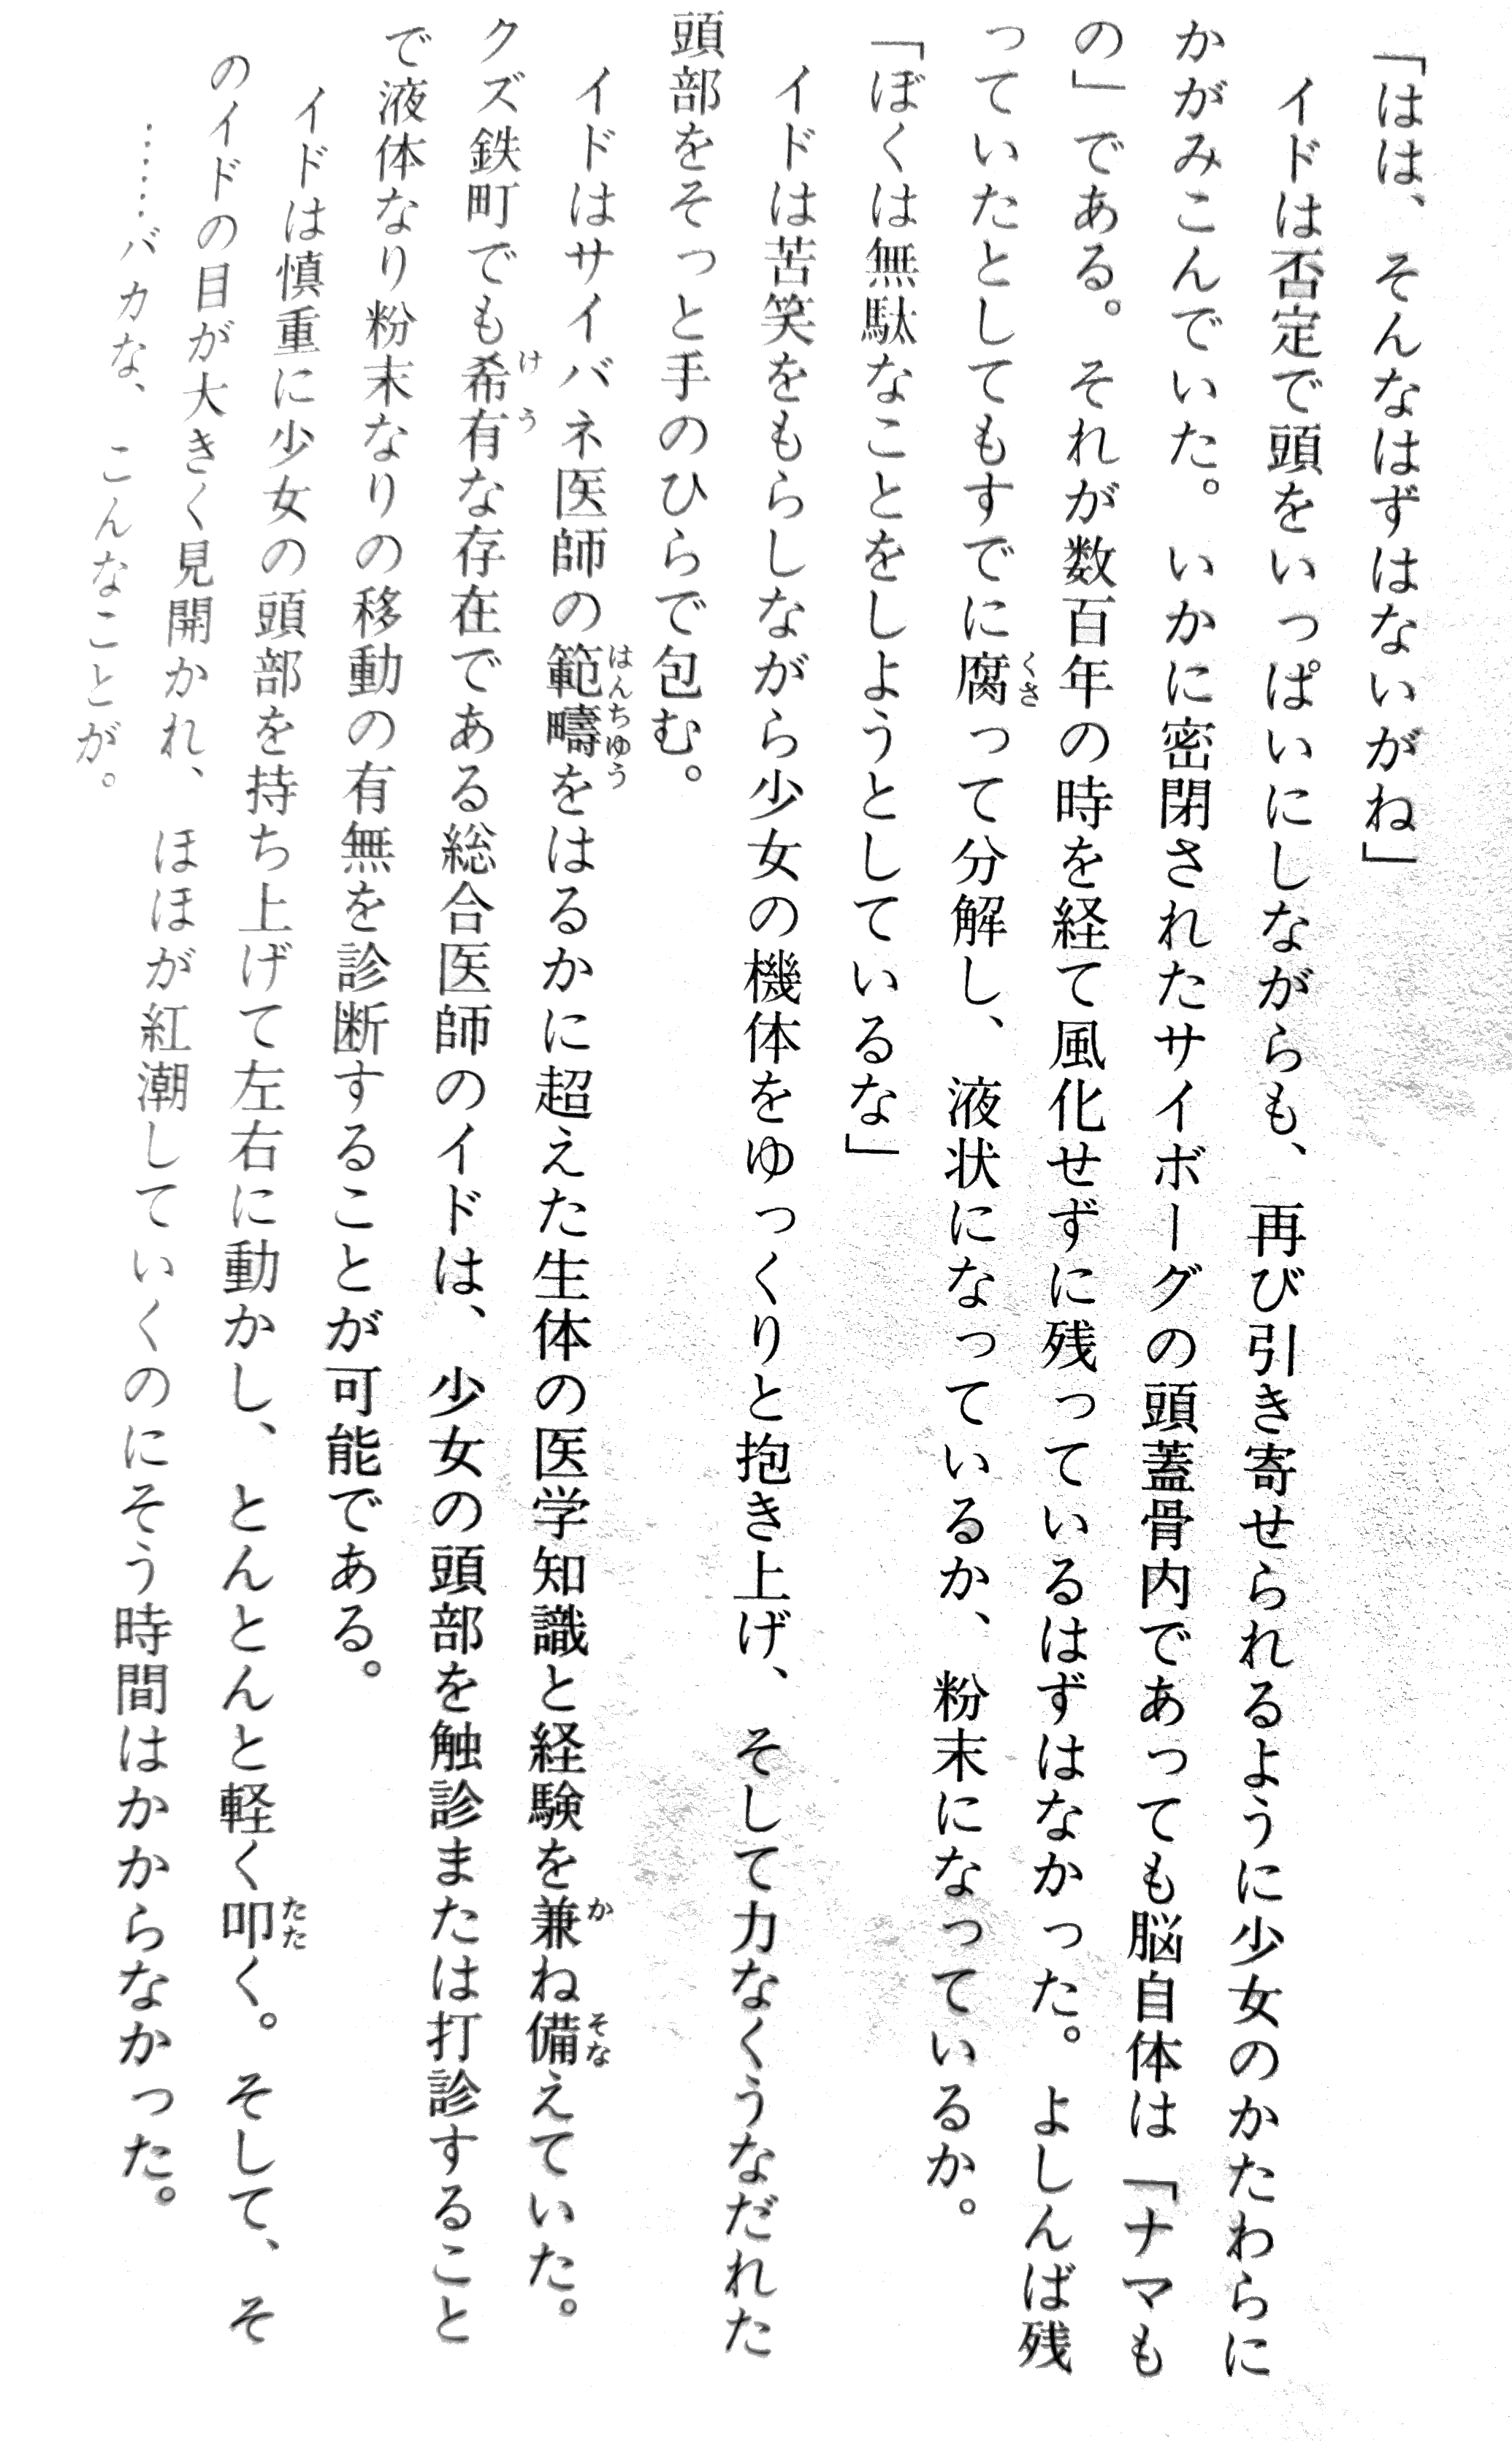 「はは、そんなはずはないがね」
イドは否定で頭をいっぱいにしながらも、再び引き寄せられるように少女のかたわらに
かがみこんでいた。いかに密閉されたサイボーグの頭蓋骨内であっても脳自体は「ナマも
の」である。それが数百年の時を経て風化せずに残っているはずはなかった。よしんば残
っていたとしてもすでに腐って分解し、液状になっているか、粉末になっているか。
「ぼくは無駄なことをしようとしているな」
イドは苦笑をもらしながら少女の機体をゆっくりと抱き上げ、そして力なくうなだれた
頭部をそっと手のひらで包む。
イドはサイバネ医師の範疇をはるかに超えた生体の医学知識と経験を兼ね備えていた。
クズ鉄町でも希有な存在である総合医師のイドは、少女の頭部を触診または打診すること
で液体なり粉末なりの移動の有無を診断することが可能である。
イドは慎重に少女の頭部を持ち上げて左右に動かし、とんとんと軽く叩く。そして、そ
のイドの目が大きく見開かれ、ほほが紅潮していくのにそう時間はかからなかった。
……バカな、こんなことが。